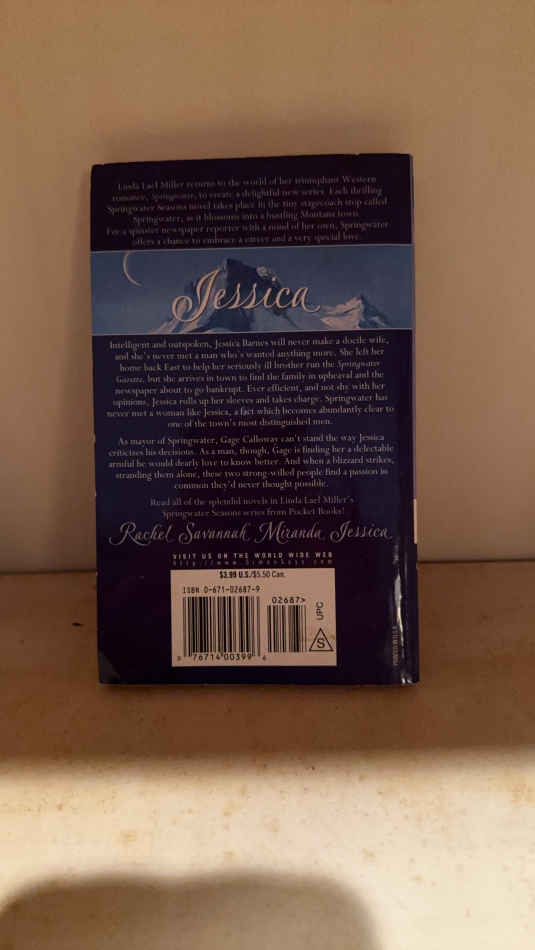 Linda Lael Miller returns to the world of her triumphant Western
romance, Springwater, to create a delightful new series. Each thrilling
Springwater Seasons novel takes place in the tiny stagecoach stop called
Springwater, as it blossoms into a bustling Montana town.
For a spinster newspaper reporter with a mind of her own, Springwater
offers a chance to embrace a career and a very special love.
Jessica
Intelligent and outspoken, Jessica Barnes will never make a docile wife,
and she's never met a man who's wanted anything more. She left her
home back East to help her seriously ill brother run the Springwater
Gazette, but she arrives in town to find the family in upheaval and the
newspaper about to go bankrupt. Ever efficient, and not shy with her
opinions, Jessica rolls up her sleeves and takes charge. Springwater has
never met a woman like Jessica, a fact which becomes abundantly clear to
one of the town's most distinguished men.
As mayor of Springwater, Gage Calloway can't stand the way Jessica
criticizes his decisions. As a man, though, Gage is finding her a delectable
armful he would dearly love to know better. And when a blizzard strikes,
stranding them alone, these two strong-willed people find a passion in
common they'd never thought possible.
Read all of the splendid novels in Linda Lael Miller's
Springwater Seasons series from Pocket Books!
Rachel Savannah Miranda Jessica
VISIT US ON THE WORLD WIDE WEB
http://www.SimonSays.com
$3.99 U.S./$5.50 Can.
ISBN 0-671-02687-9
02687>
UPC
S
0 76714 00399 6
PRINTED IN U.S.A.